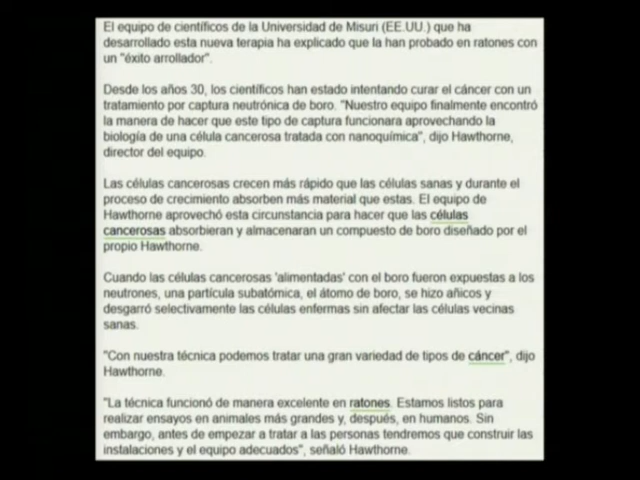 El equipo de científicos de la Universidad de Misuri (EE.UU.) que ha
desarrollado esta nueva terapia ha explicado que la han probado en ratones con
un "éxito arrollador".
Desde los años 30, los científicos han estado intentando curar el cáncer con un
tratamiento por captura neutrónica de boro. "Nuestro equipo finalmente encontró
la manera de hacer que este tipo de captura funcionara aprovechando la
biología de una célula cancerosa tratada con nanoquímica", dijo Hawthorne,
director del equipo.
Las células cancerosas crecen más rápido que las células sanas y durante el
proceso de crecimiento absorben más material que estas. El equipo de
Hawthorne aprovechó esta circunstancia para hacer que las células
cancerosas absorbieran y almacenaran un compuesto de boro diseñado por el
propio Hawthorne.
Cuando las células cancerosas 'alimentadas' con el boro fueron expuestas a los
neutrones, una partícula subatómica, el átomo de boro, se hizo añicos y
desgarró selectivamente las células enfermas sin afectar las células vecinas
sanas.
"Con nuestra técnica podemos tratar una gran variedad de tipos de cáncer", dijo
Hawthorne.
"La técnica funcionó de manera excelente en ratones. Estamos listos para
realizar ensayos en animales más grandes y, después, en humanos. Sin
embargo, antes de empezar a tratar a las personas tendremos que construir las
instalaciones y el equipo adecuados", señaló Hawthorne.